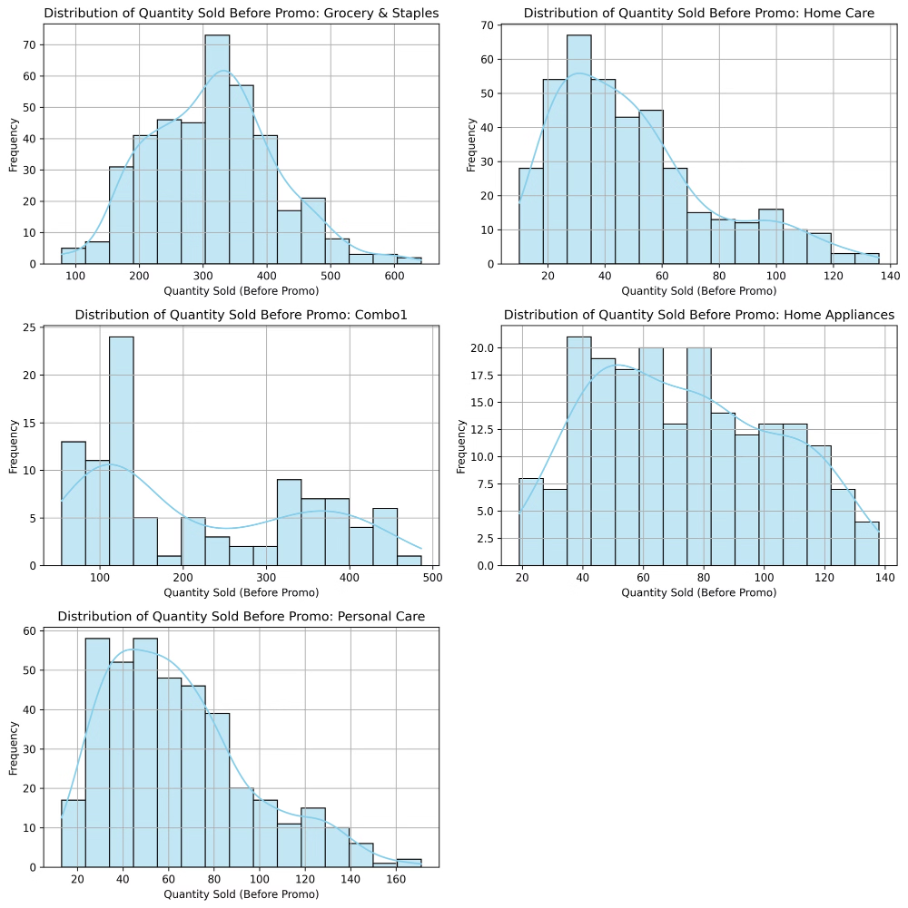 Distribution of Quantity Sold Before Promo: Grocery & Staples
70
60
50
40
30
20
10
0
Frequency
100 200 300 400 500 600
Quantity Sold (Before Promo)
Distribution of Quantity Sold Before Promo: Home Care
70
60
50
40
30
20
10
0
Frequency
20 40 60 80 100 120 140
Quantity Sold (Before Promo)
Distribution of Quantity Sold Before Promo: Combo1
25
20
15
10
5
0
Frequency
100 200 300 400 500
Quantity Sold (Before Promo)
Distribution of Quantity Sold Before Promo: Home Appliances
20.0
17.5
15.0
12.5
10.0
7.5
5.0
2.5
0.0
Frequency
20 40 60 80 100 120 140
Quantity Sold (Before Promo)
Distribution of Quantity Sold Before Promo: Personal Care
60
50
40
30
20
10
0
Frequency
20 40 60 80 100 120 140 160
Quantity Sold (Before Promo)